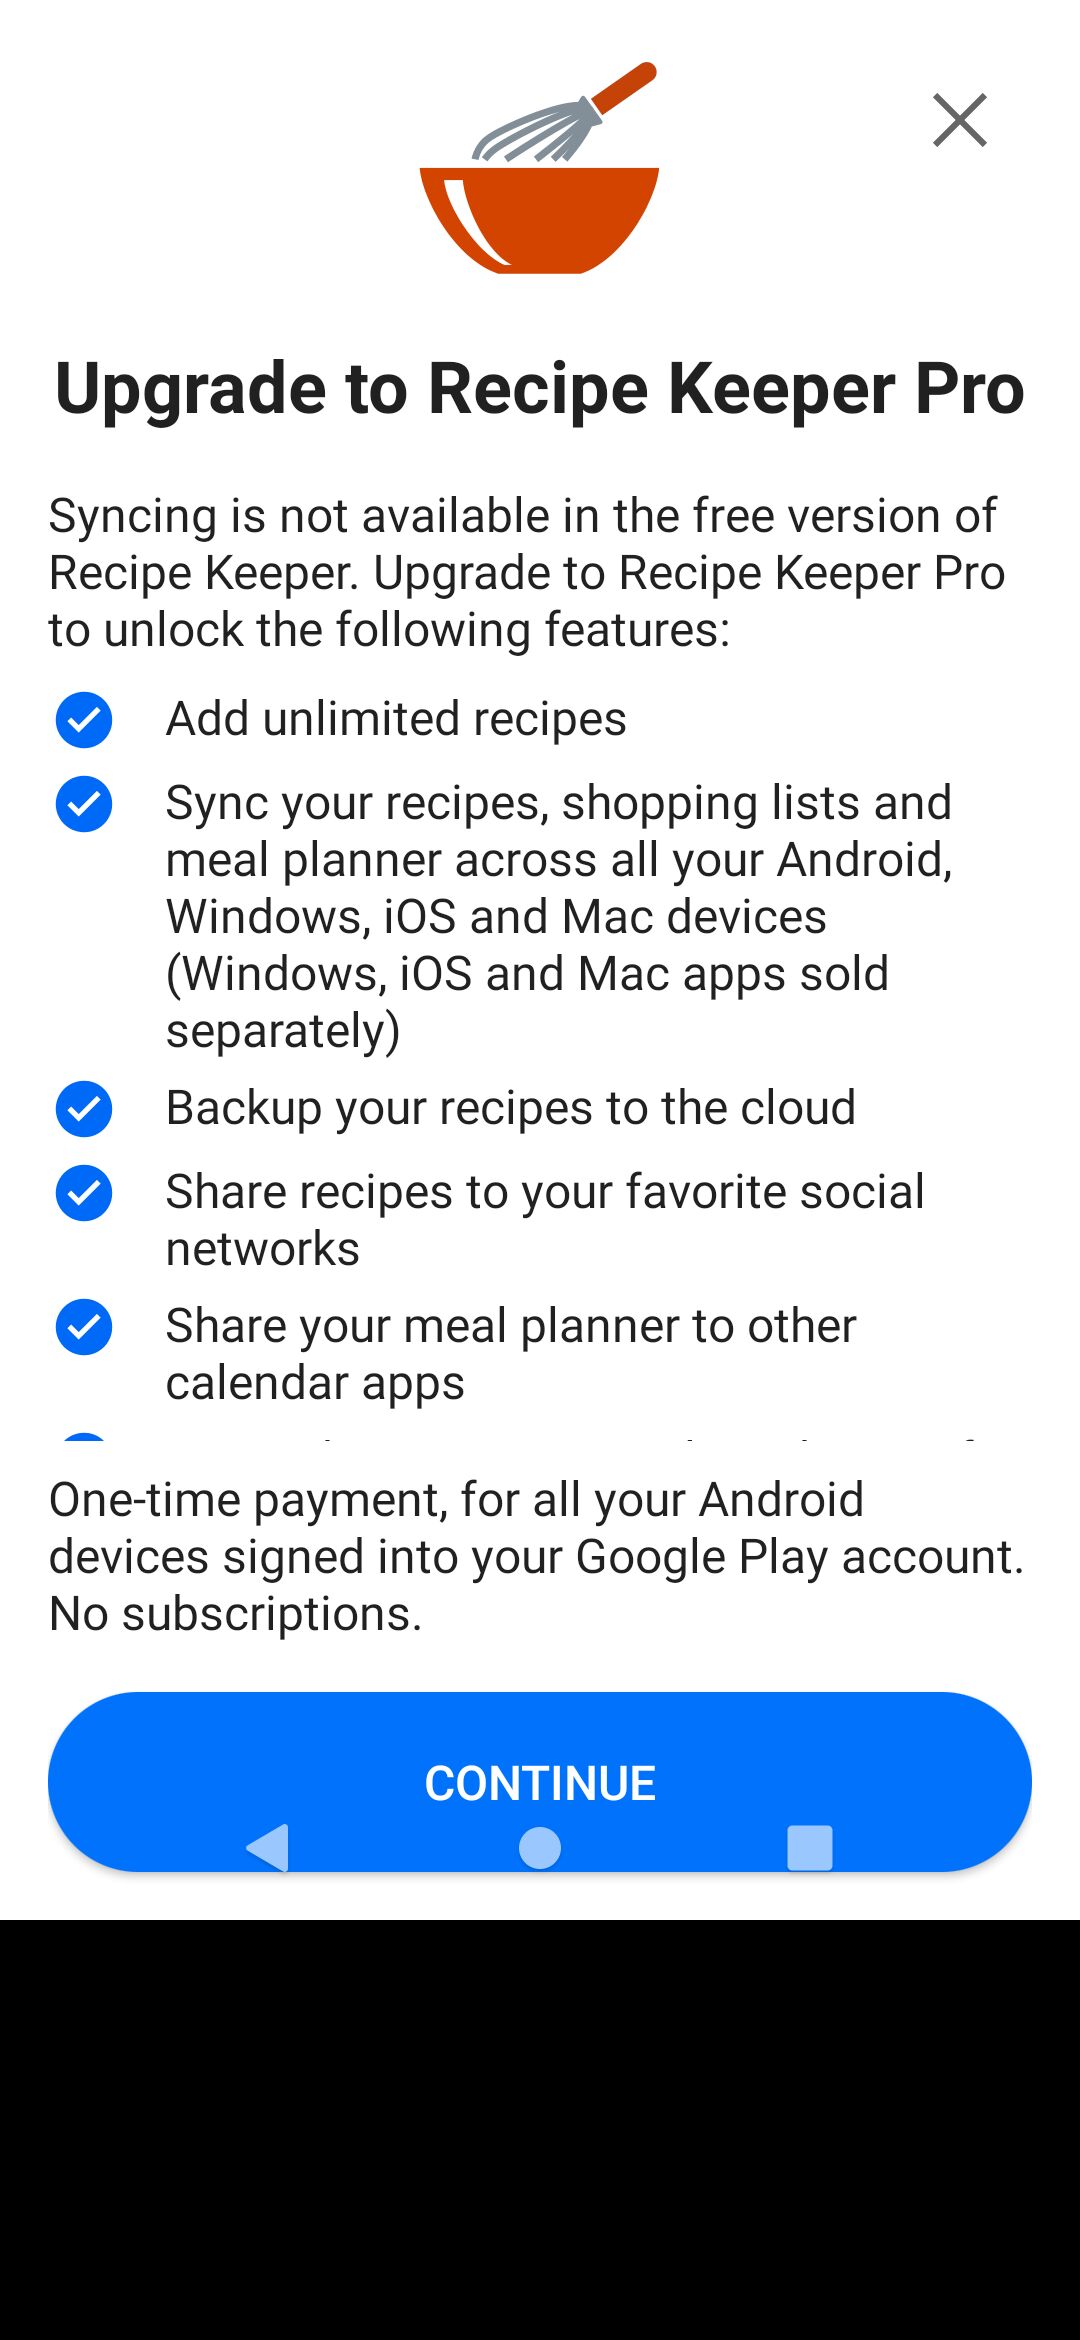 Upgrade to Recipe Keeper Pro
Syncing is not available in the free version of
Recipe Keeper. Upgrade to Recipe Keeper Pro
to unlock the following features:
Add unlimited recipes
Sync your recipes, shopping lists and
meal planner across all your Android,
Windows, iOS and Mac devices
(Windows, iOS and Mac apps sold
separately)
Backup your recipes to the cloud
Share recipes to your favorite social
networks
Share your meal planner to other
calendar apps
One-time payment, for all your Android
devices signed into your Google Play account.
No subscriptions.
CONTINUE